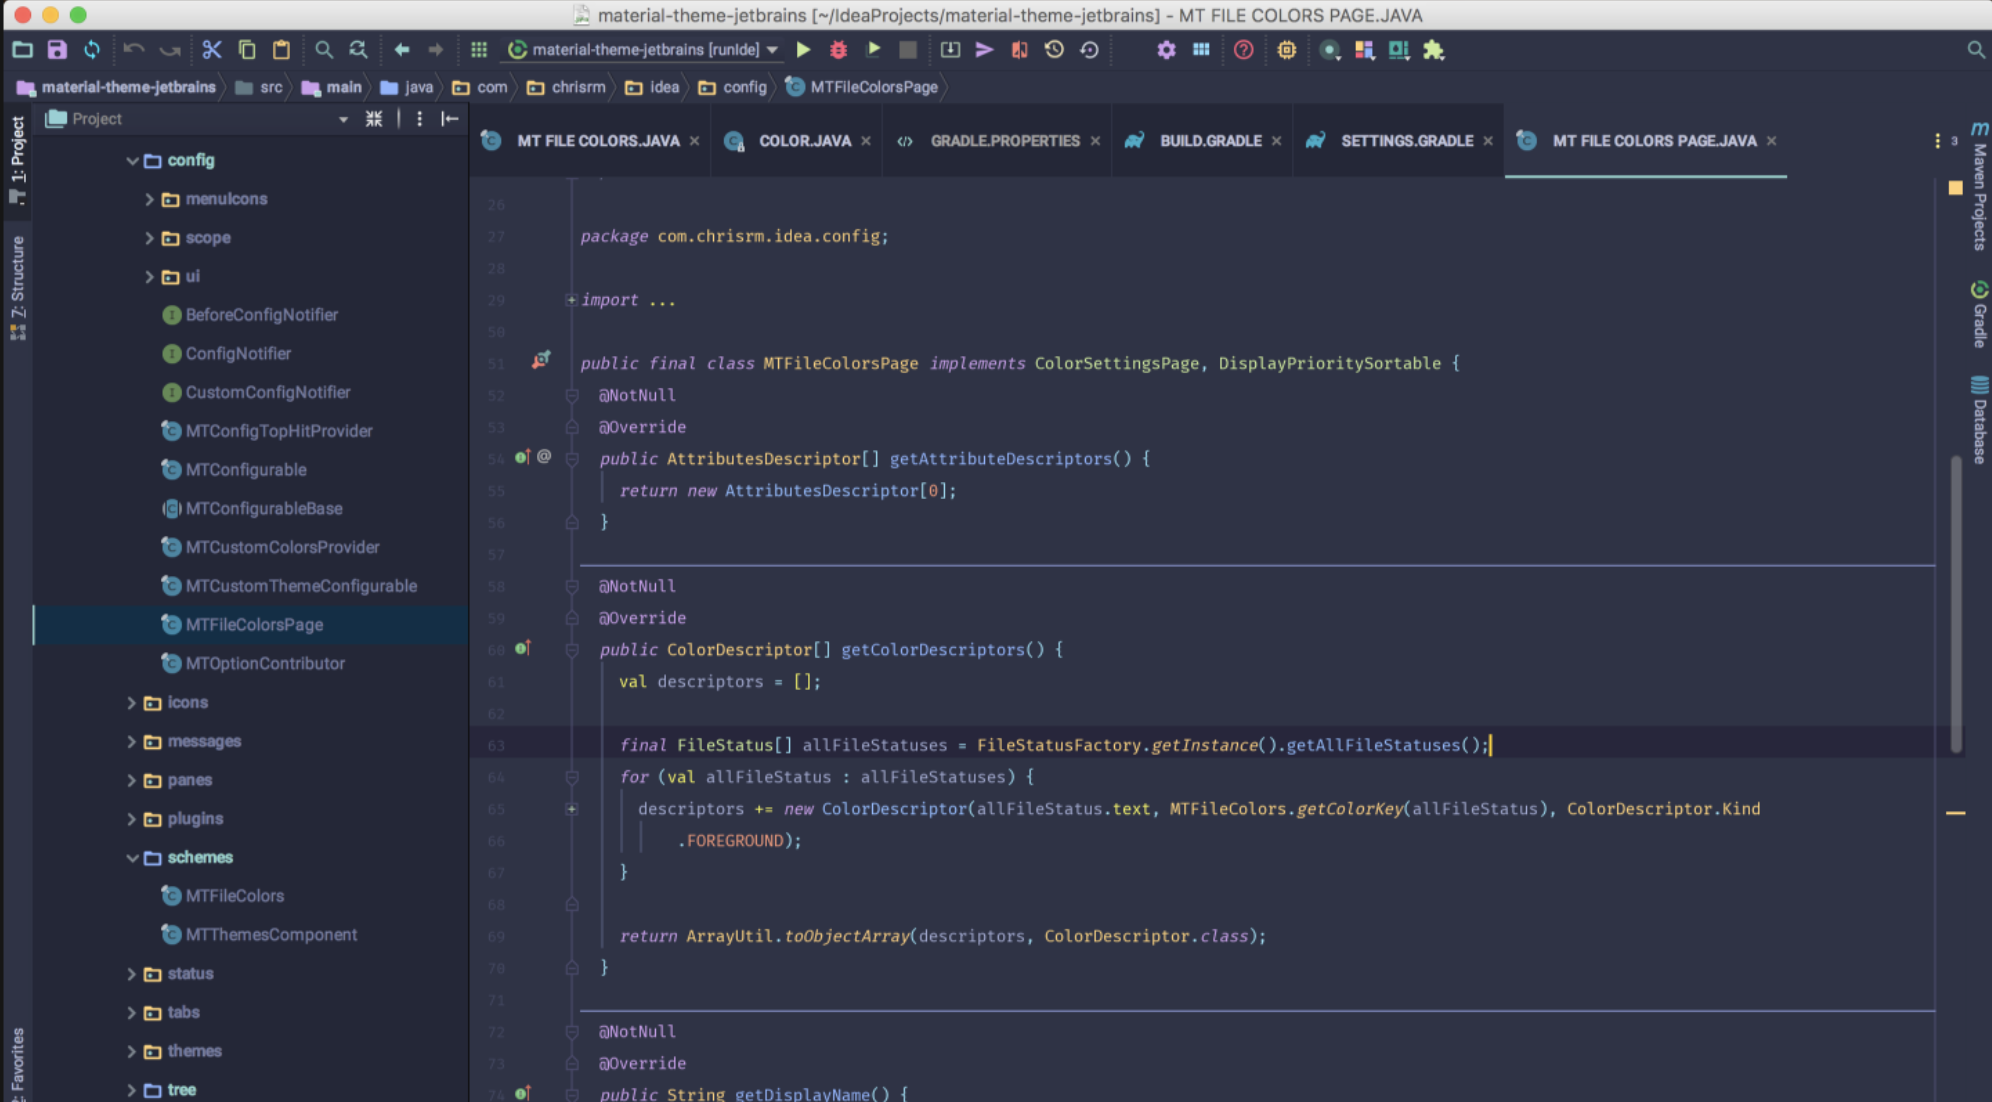 material-theme-jetbrains [~/IdeaProjects/material-theme-jetbrains] - MT FILE COLORS PAGE.JAVA
material-theme-jetbrains [runIde]
material-theme-jetbrains src main java com chrisrm idea config MTFileColorsPage
1: Project
7: Structure
Favorites
Project
config
menuIcons
scope
ui
BeforeConfigNotifier
ConfigNotifier
CustomConfigNotifier
MTConfigTopHitProvider
MTConfigurable
MTConfigurableBase
MTCustomColorsProvider
MTCustomThemeConfigurable
MTFileColorsPage
MTOptionContributor
icons
messages
panes
plugins
schemes
MTFileColors
MTThemesComponent
status
tabs
themes
tree
MT FILE COLORS.JAVA COLOR.JAVA GRADLE.PROPERTIES BUILD.GRADLE SETTINGS.GRADLE MT FILE COLORS PAGE.JAVA 3
26
27 package com.chrisrm.idea.config;
28
29 import ...
50
51 public final class MTFileColorsPage implements ColorSettingsPage, DisplayPrioritySortable {
52 @NotNull
53 @Override
54 public AttributesDescriptor[] getAttributeDescriptors() {
55 return new AttributesDescriptor[0];
56 }
57
58 @NotNull
59 @Override
60 public ColorDescriptor[] getColorDescriptors() {
61 val descriptors = [];
62
63 final FileStatus[] allFileStatuses = FileStatusFactory.getInstance().getAllFileStatuses();
64 for (val allFileStatus : allFileStatuses) {
65 descriptors += new ColorDescriptor(allFileStatus.text, MTFileColors.getColorKey(allFileStatus), ColorDescriptor.Kind
66 .FOREGROUND);
67 }
68
69 return ArrayUtil.toObjectArray(descriptors, ColorDescriptor.class);
70 }
71
72 @NotNull
73 @Override
74 public String getDisplayName() {
m Maven Projects
Gradle
Database